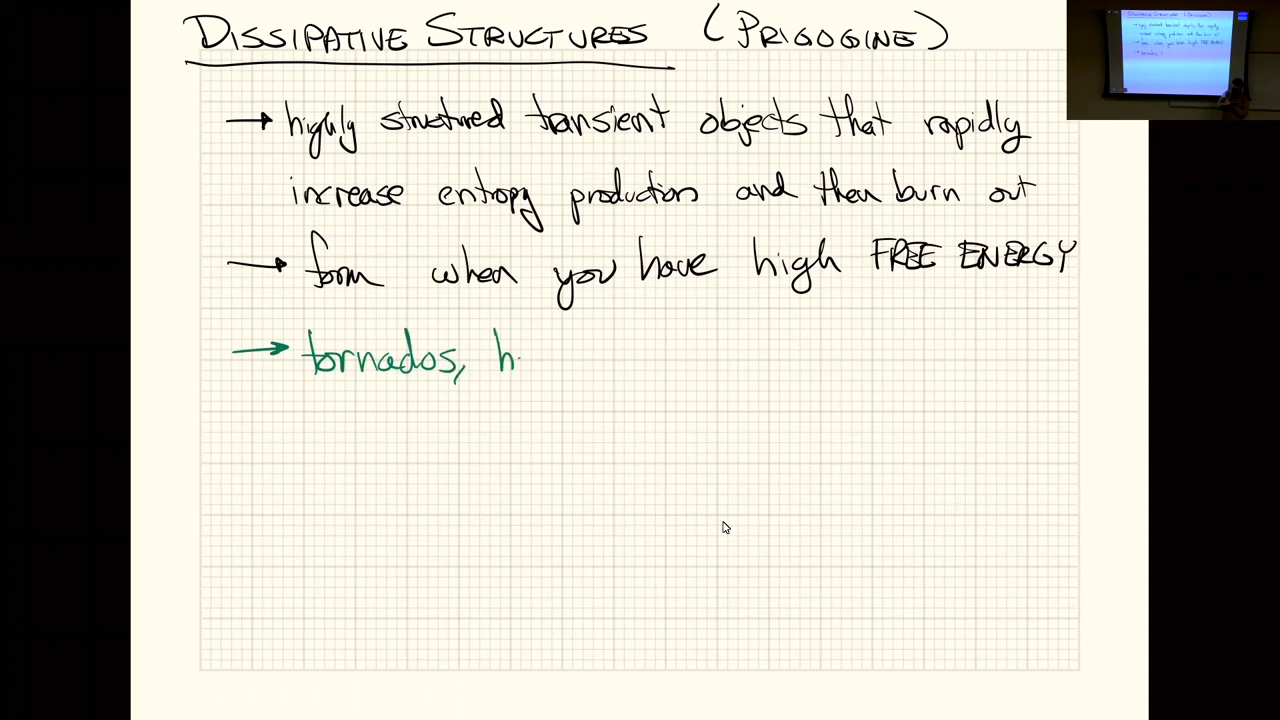 DISSIPATIVE STRUCTURES (PRIGOGINE)
→ highly structured transient objects that rapidly
increase entropy production and then burn out
→ form when you have high FREE ENERGY
→ tornados, h